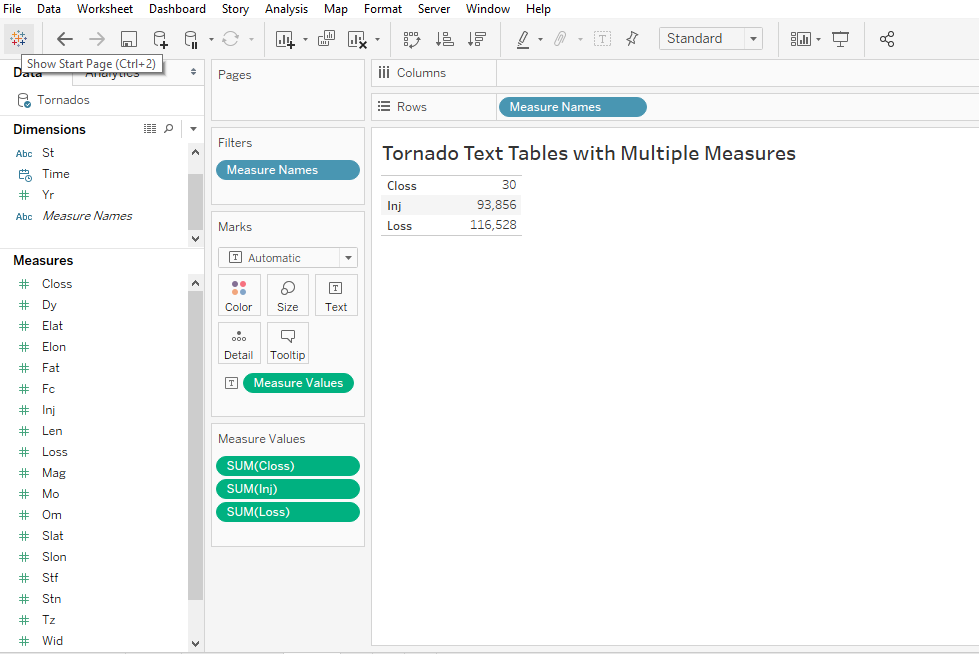 File Data Worksheet Dashboard Story Analysis Map Format Server Window Help
Standard
Show Start Page (Ctrl+2)
Data Analytics
Tornados
Dimensions
Abc St
Time
Yr
Abc Measure Names
Measures
Closs
Dy
Elat
Elon
Fat
Fc
Inj
Len
Loss
Mag
Mo
Om
Slat
Slon
Stf
Stn
Tz
Wid
Pages
Filters
Measure Names
Marks
T Automatic
Color Size Text
Detail Tooltip
T Measure Values
Measure Values
SUM(Closs)
SUM(Inj)
SUM(Loss)
Columns
Rows Measure Names
Tornado Text Tables with Multiple Measures
Closs 30
Inj 93,856
Loss 116,528